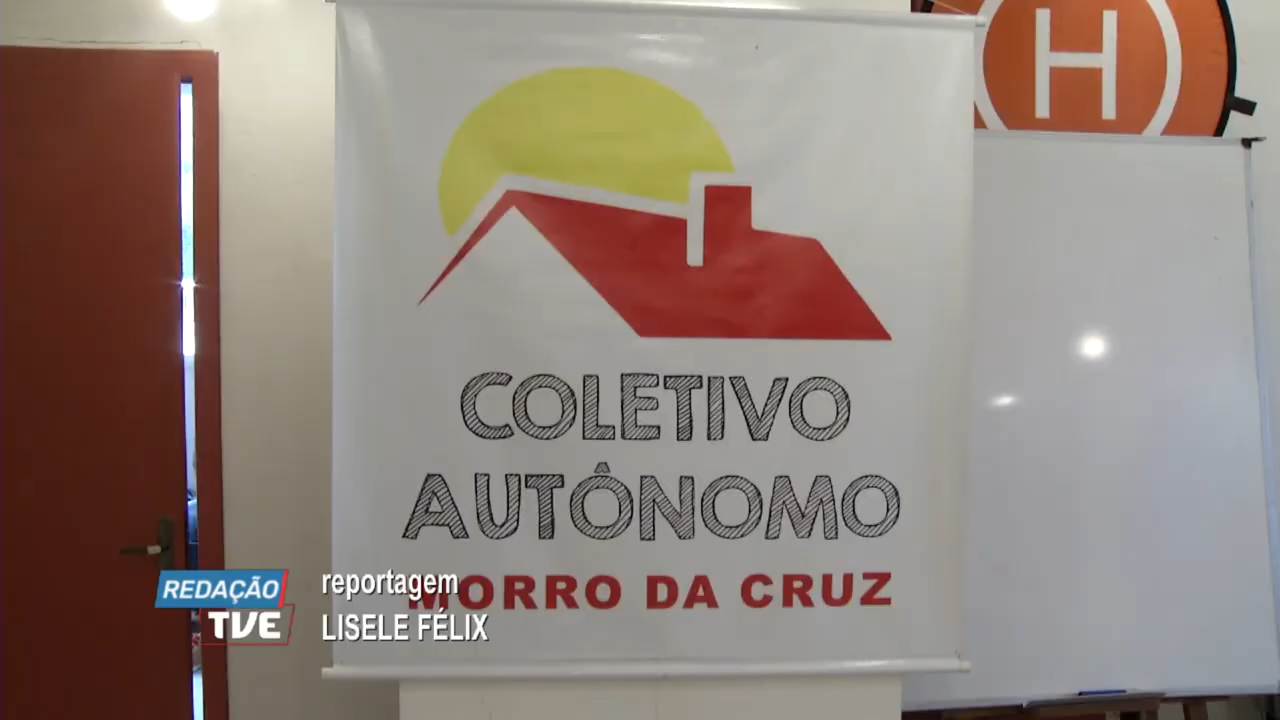 H
COLETIVO
AUTÔNOMO
MORRO DA CRUZ
REDAÇÃO
TVE
reportagem
LISELE FÉLIX